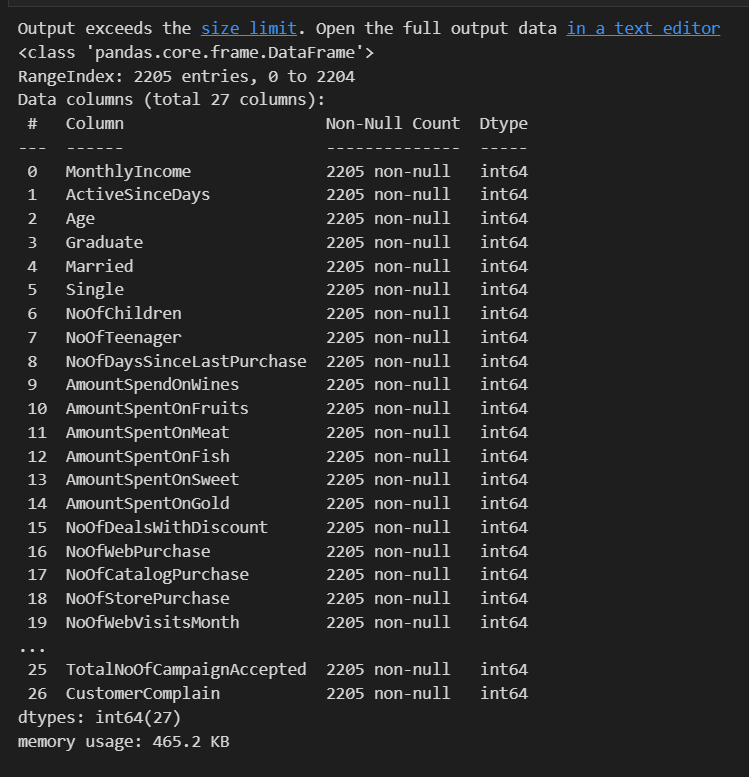 Output exceeds the size limit. Open the full output data in a text editor
<class 'pandas.core.frame.DataFrame'>
RangeIndex: 2205 entries, 0 to 2204
Data columns (total 27 columns):
 #   Column                     Non-Null Count  Dtype
---  ------                     --------------  -----
 0   MonthlyIncome              2205 non-null   int64
 1   ActiveSinceDays            2205 non-null   int64
 2   Age                        2205 non-null   int64
 3   Graduate                   2205 non-null   int64
 4   Married                    2205 non-null   int64
 5   Single                     2205 non-null   int64
 6   NoOfChildren               2205 non-null   int64
 7   NoOfTeenager               2205 non-null   int64
 8   NoOfDaysSinceLastPurchase  2205 non-null   int64
 9   AmountSpendOnWines         2205 non-null   int64
 10  AmountSpentOnFruits        2205 non-null   int64
 11  AmountSpentOnMeat          2205 non-null   int64
 12  AmountSpentOnFish          2205 non-null   int64
 13  AmountSpentOnSweet         2205 non-null   int64
 14  AmountSpentOnGold          2205 non-null   int64
 15  NoOfDealsWithDiscount      2205 non-null   int64
 16  NoOfWebPurchase            2205 non-null   int64
 17  NoOfCatalogPurchase        2205 non-null   int64
 18  NoOfStorePurchase          2205 non-null   int64
 19  NoOfWebVisitsMonth         2205 non-null   int64
...
 25  TotalNoOfCampaignAccepted  2205 non-null   int64
 26  CustomerComplain           2205 non-null   int64
dtypes: int64(27)
memory usage: 465.2 KB